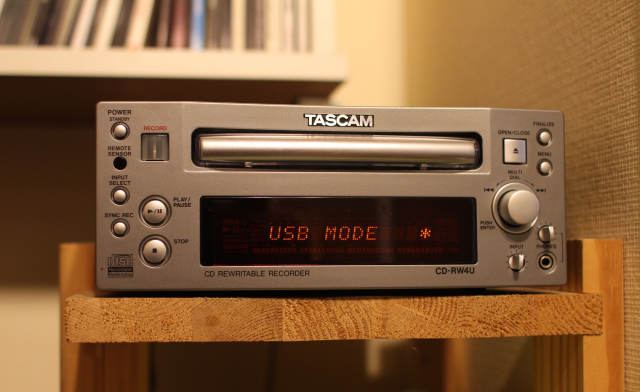 TASCAM
POWER
STANDBY
RECORD
REMOTE
SENSOR
INPUT
SELECT
SYNC REC
PLAY/
PAUSE
STOP
USB MODE *
CD REWRITABLE RECORDER
CD-RW4U
OPEN/CLOSE
FINALIZE
MENU
MULTI
DIAL
PUSH
ENTER
INPUT
PHONES